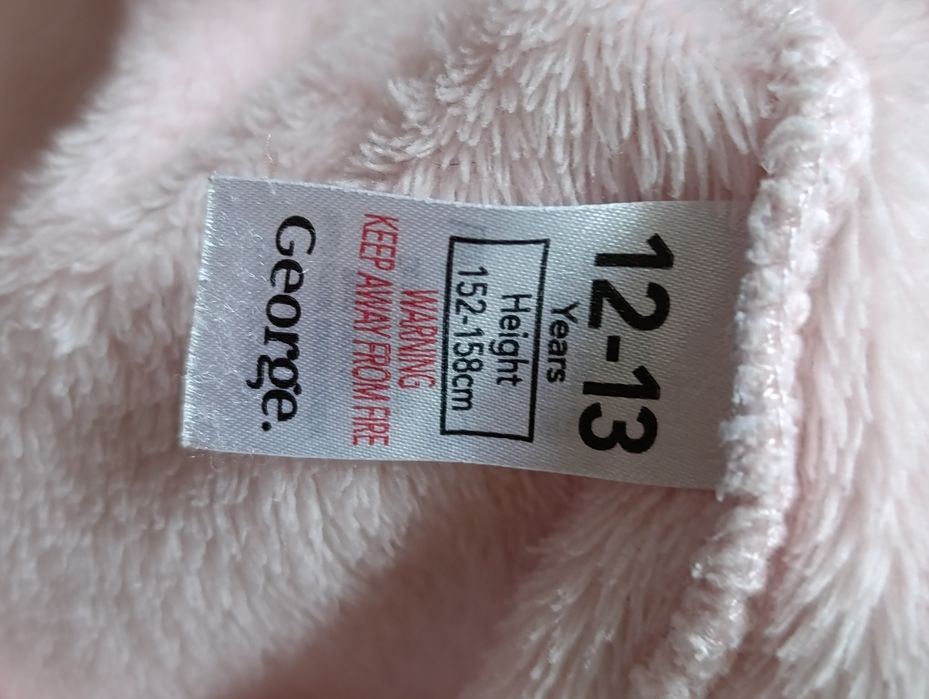 12-13
Years
Height
152-158cm
WARNING
KEEP AWAY FROM FIRE
George.